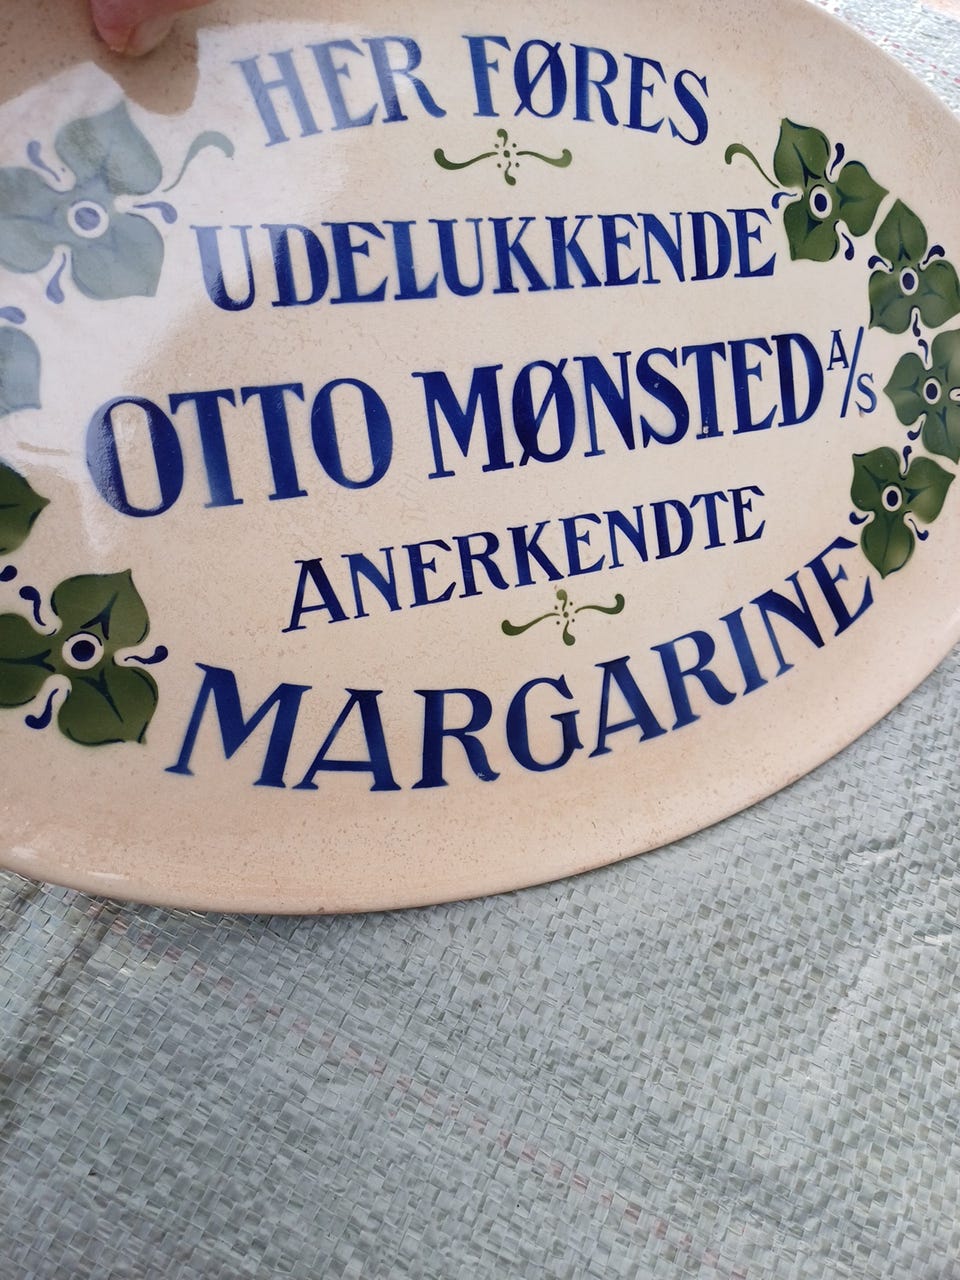 HER FØRES
UDELUKKENDE
OTTO MØNSTED A/S
ANERKENDTE
MARGARINE